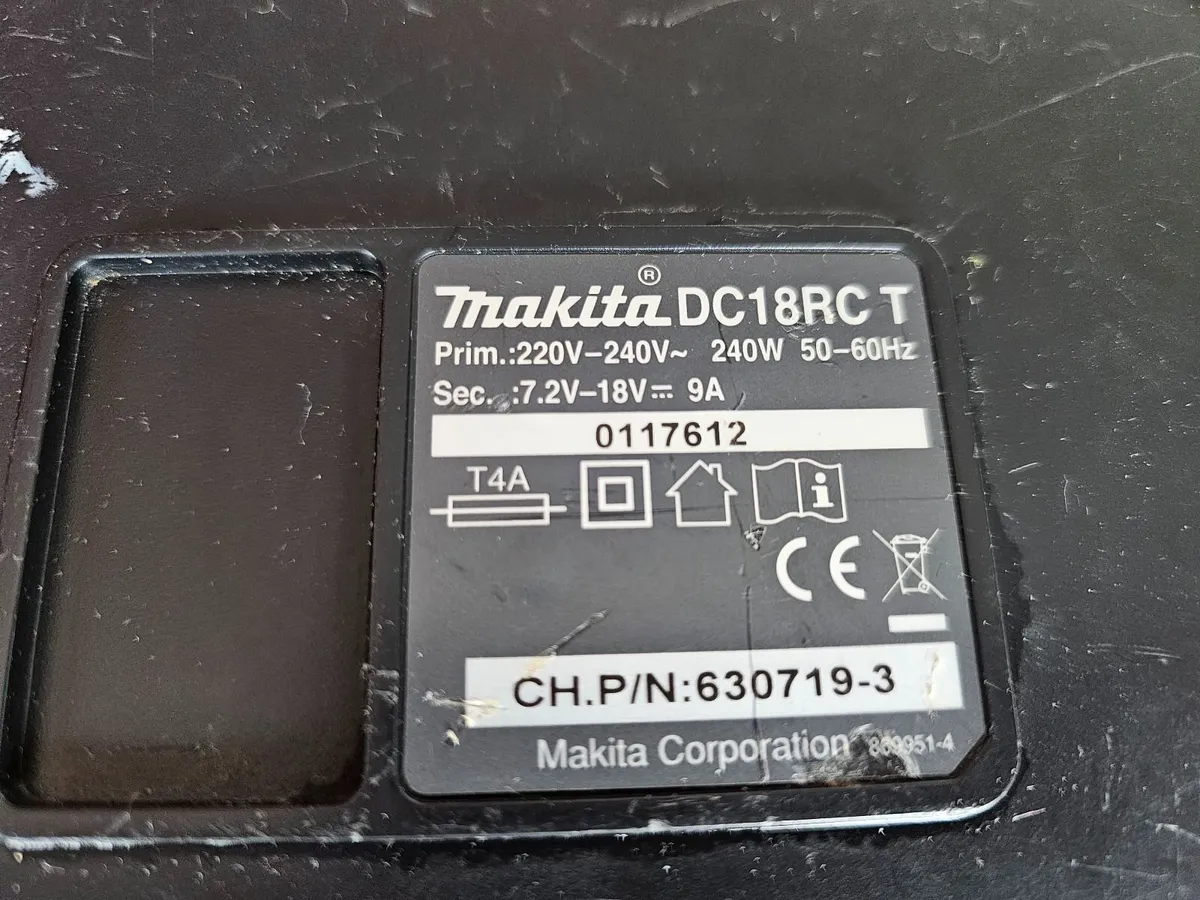 makita® DC18RC T
Prim.:220V–240V~ 240W 50–60Hz
Sec. :7.2V–18V⎓ 9A
0117612
T4A
i
CE
CH.P/N:630719-3
Makita Corporation